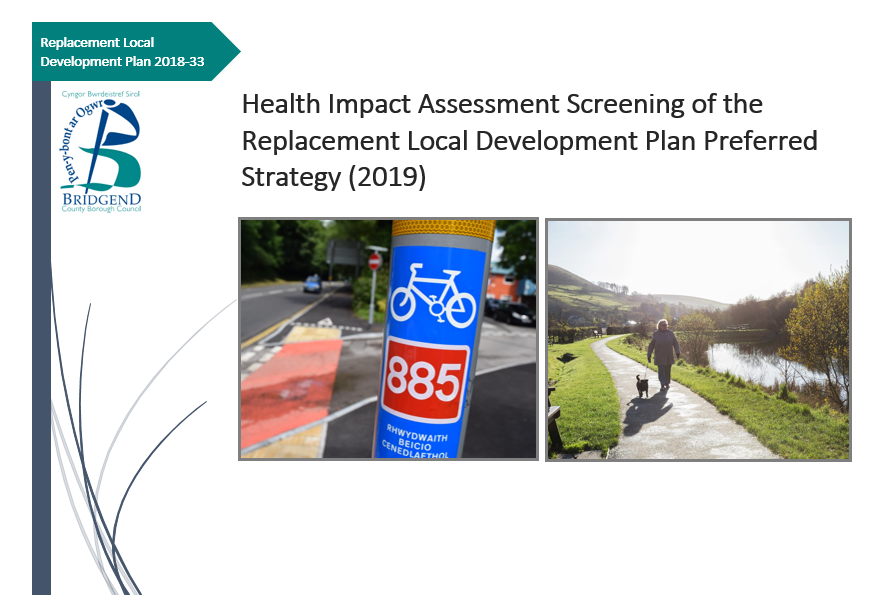 Replacement Local
Development Plan 2018-33
Cyngor Bwrdeistref Sirol
Pen-y-bont ar Ogwr
BRIDGEND
County Borough Council
Health Impact Assessment Screening of the
Replacement Local Development Plan Preferred
Strategy (2019)
885
RHWYDWAITH
BEICIO
CENEDLAETHOL